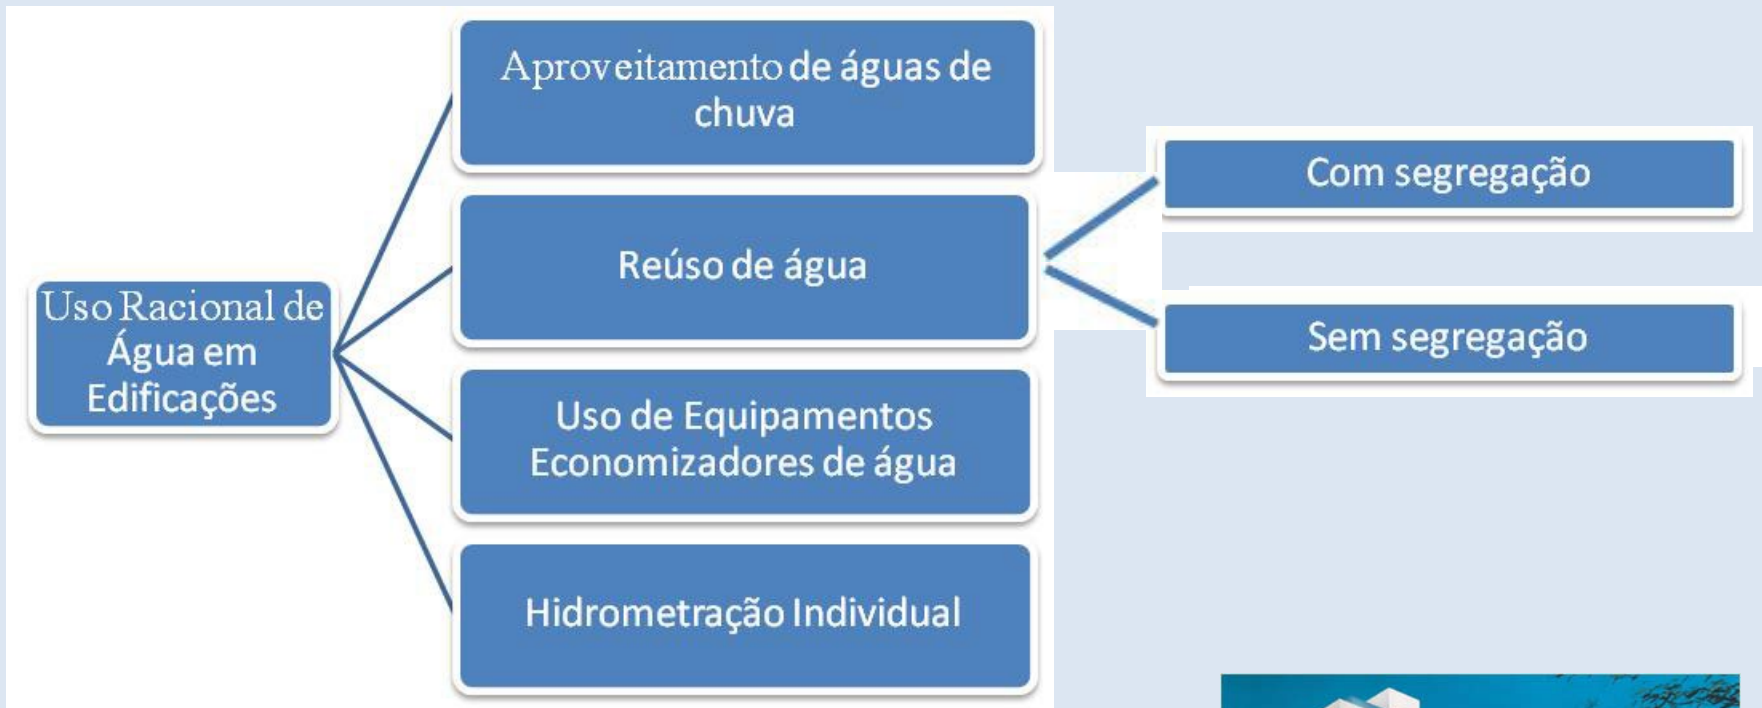 Uso Racional de
Água em
Edificações
Aproveitamento de águas de
chuva
Reúso de água
Uso de Equipamentos
Economizadores de água
Hidrometração Individual
Com segregação
Sem segregação